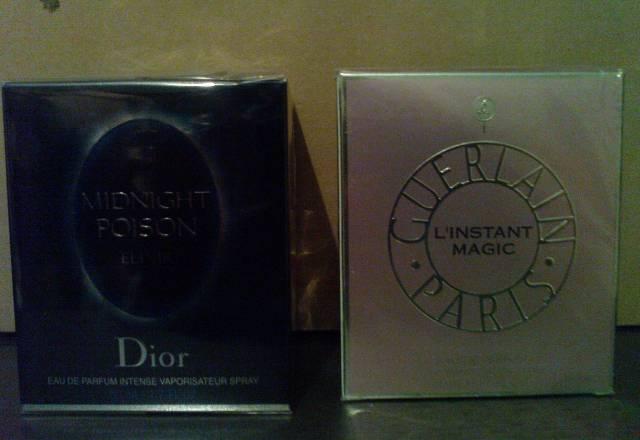 MIDNIGHT
POISON
ELIXIR
Dior
EAU DE PARFUM INTENSE VAPORISATEUR SPRAY
GUERLAIN
L'INSTANT
MAGIC
PARIS